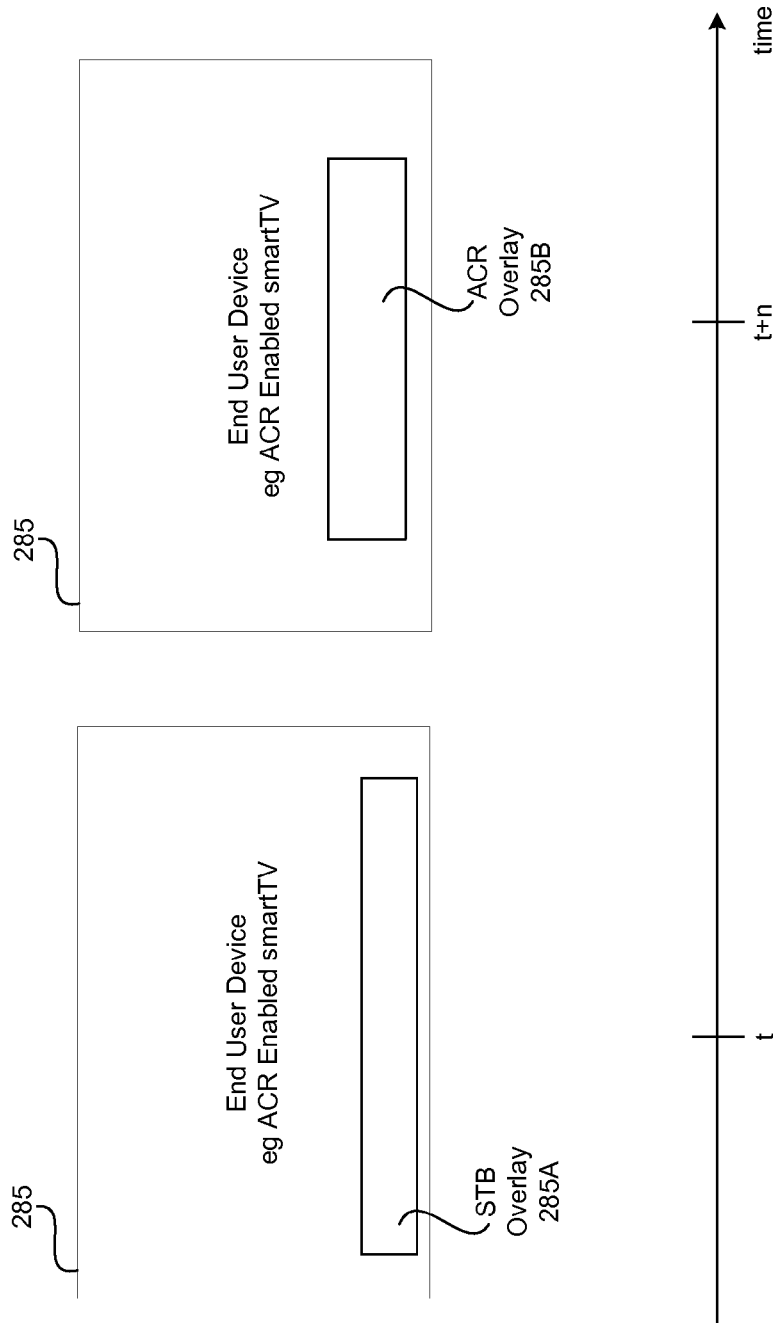 285
End User Device
eg ACR Enabled smartTV
STB
Overlay
285A
285
End User Device
eg ACR Enabled smartTV
ACR
Overlay
285B
t
t+n
time